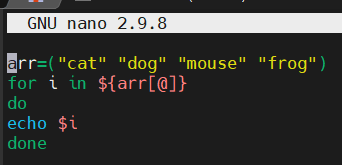 GNU nano 2.9.8
arr=("cat" "dog" "mouse" "frog")
for i in ${arr[@]}
do
echo $i
done